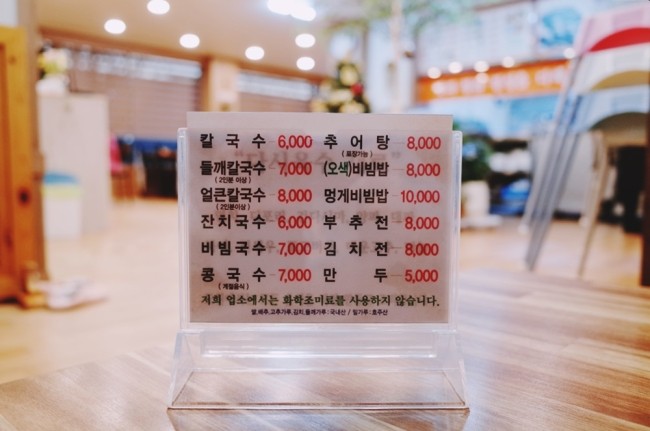 칼국수 6,000 추어탕 8,000
(포장가능)
들깨칼국수 7,000 (오색)비빔밥 8,000
(2인분 이상)
얼큰칼국수 8,000 멍게비빔밥 10,000
(2인분이상)
잔치국수 6,000 부추전 8,000
비빔국수 7,000 김치전 8,000
콩국수 7,000 만두 5,000
(계절음식)
저희 업소에서는 화학조미료를 사용하지 않습니다.
쌀,배추,고추가루,김치,들깨가루:국내산 / 밀가루:호주산